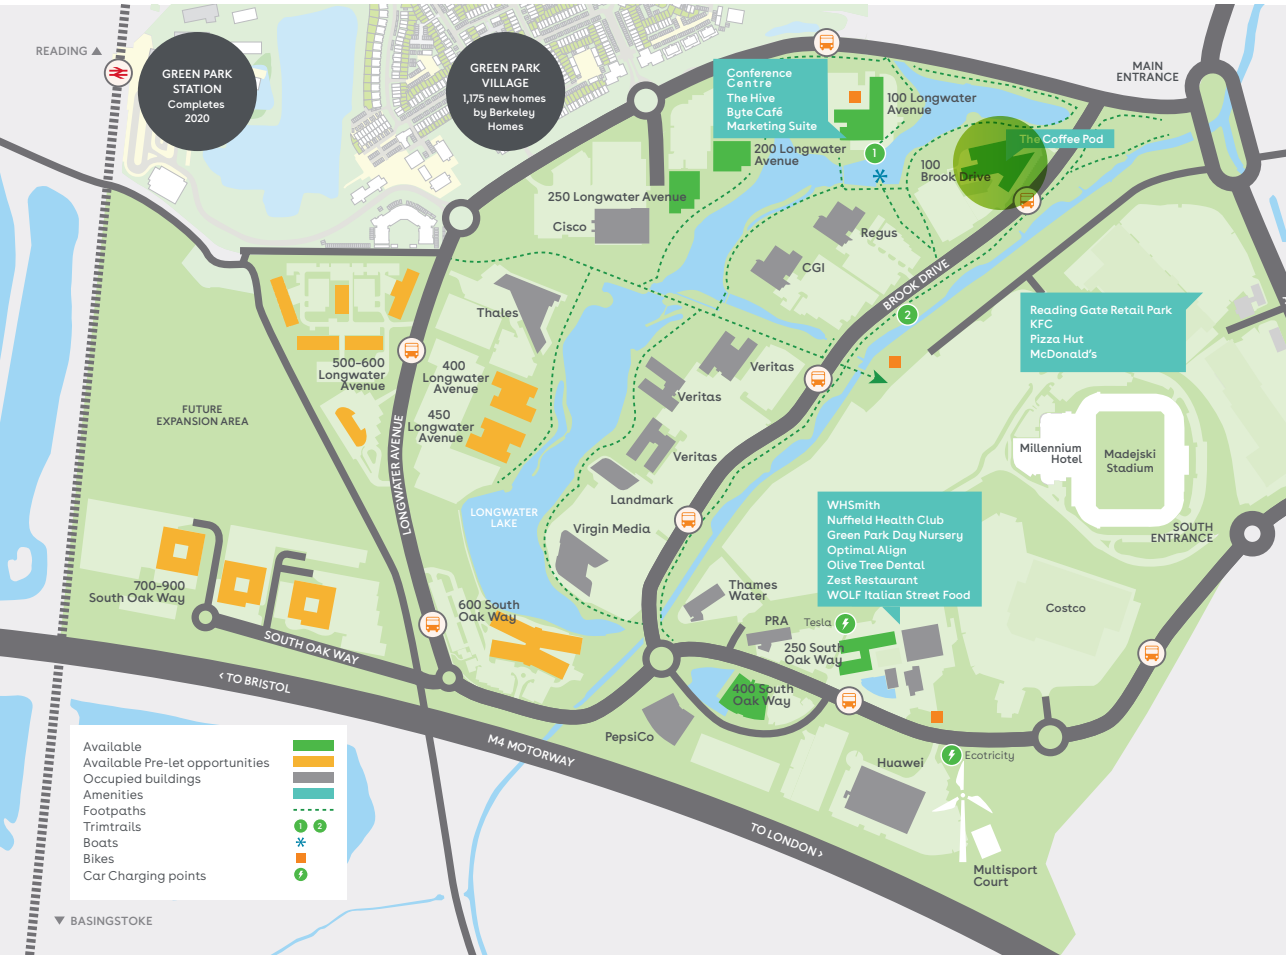 READING ▲
GREEN PARK
STATION
Completes
2020
GREEN PARK
VILLAGE
1,175 new homes
by Berkeley
Homes
MAIN
ENTRANCE
Conference
Centre
The Hive
Byte Café
Marketing Suite
100 Longwater
Avenue
1
200 Longwater
Avenue
The Coffee Pod
100
Brook Drive
250 Longwater Avenue
Cisco
Regus
CGI
BROOK DRIVE
2
Thales
Reading Gate Retail Park
KFC
Pizza Hut
McDonald's
500-600
Longwater
Avenue
400
Longwater
Avenue
450
Longwater
Avenue
Veritas
Veritas
Veritas
FUTURE
EXPANSION AREA
LONGWATER AVENUE
Millennium
Hotel
Madejski
Stadium
Landmark
LONGWATER
LAKE
Virgin Media
WHSmith
Nuffield Health Club
Green Park Day Nursery
Optimal Align
Olive Tree Dental
Zest Restaurant
WOLF Italian Street Food
SOUTH
ENTRANCE
700-900
South Oak Way
Thames
Water
600 South
Oak Way
PRA
Tesla
Costco
SOUTH OAK WAY
250 South
Oak Way
‹ TO BRISTOL
400 South
Oak Way
PepsiCo
M4 MOTORWAY
Huawei
Ecotricity
TO LONDON ›
Multisport
Court
Available
Available Pre-let opportunities
Occupied buildings
Amenities
Footpaths
Trimtrails 1 2
Boats
Bikes
Car Charging points
▼ BASINGSTOKE